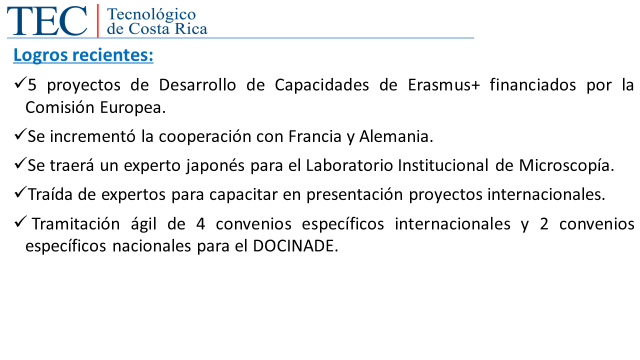 TEC Tecnológico
de Costa Rica
Logros recientes:
✓5 proyectos de Desarrollo de Capacidades de Erasmus+ financiados por la
Comisión Europea.
✓Se incrementó la cooperación con Francia y Alemania.
✓Se traerá un experto japonés para el Laboratorio Institucional de Microscopía.
✓Traída de expertos para capacitar en presentación proyectos internacionales.
✓ Tramitación ágil de 4 convenios específicos internacionales y 2 convenios
específicos nacionales para el DOCINADE.